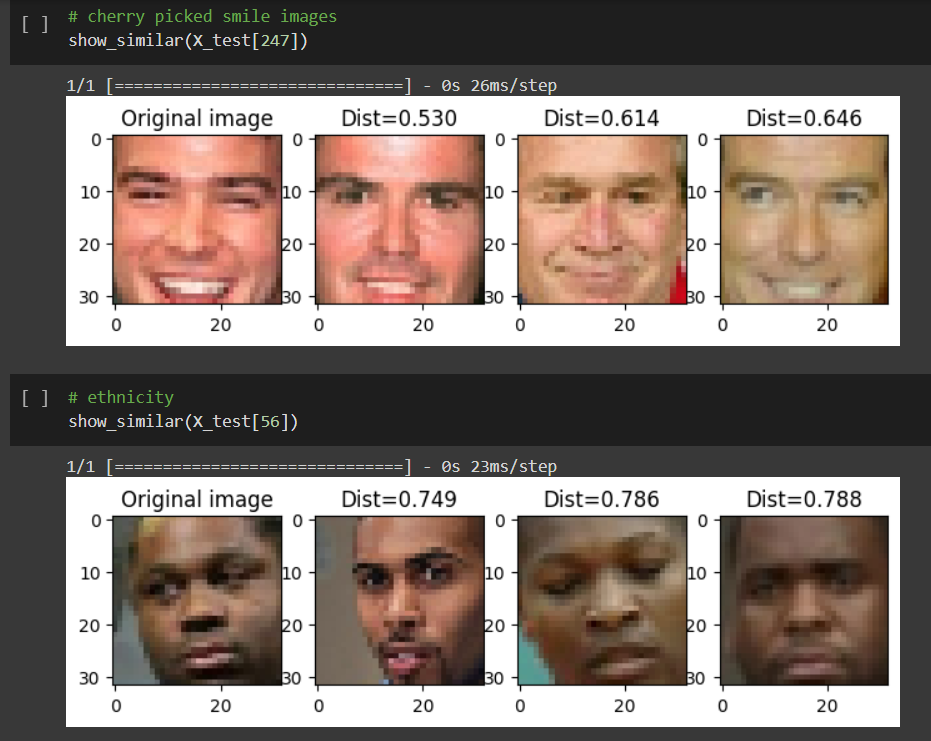 [ ] # cherry picked smile images
show_similar(X_test[247])
1/1 [==============================] - 0s 26ms/step
Original image Dist=0.530 Dist=0.614 Dist=0.646
0 0 0 0
10 10 10 10
20 20 20 20
30 30 30 30
0 20 0 20 0 20 0 20
[ ] # ethnicity
show_similar(X_test[56])
1/1 [==============================] - 0s 23ms/step
Original image Dist=0.749 Dist=0.786 Dist=0.788
0 0 0 0
10 10 10 10
20 20 20 20
30 30 30 30
0 20 0 20 0 20 0 20